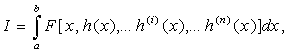 I = ∫_a^b F[x, h(x),... h^{(i)}(x),... h^{(n)}(x)]dx,